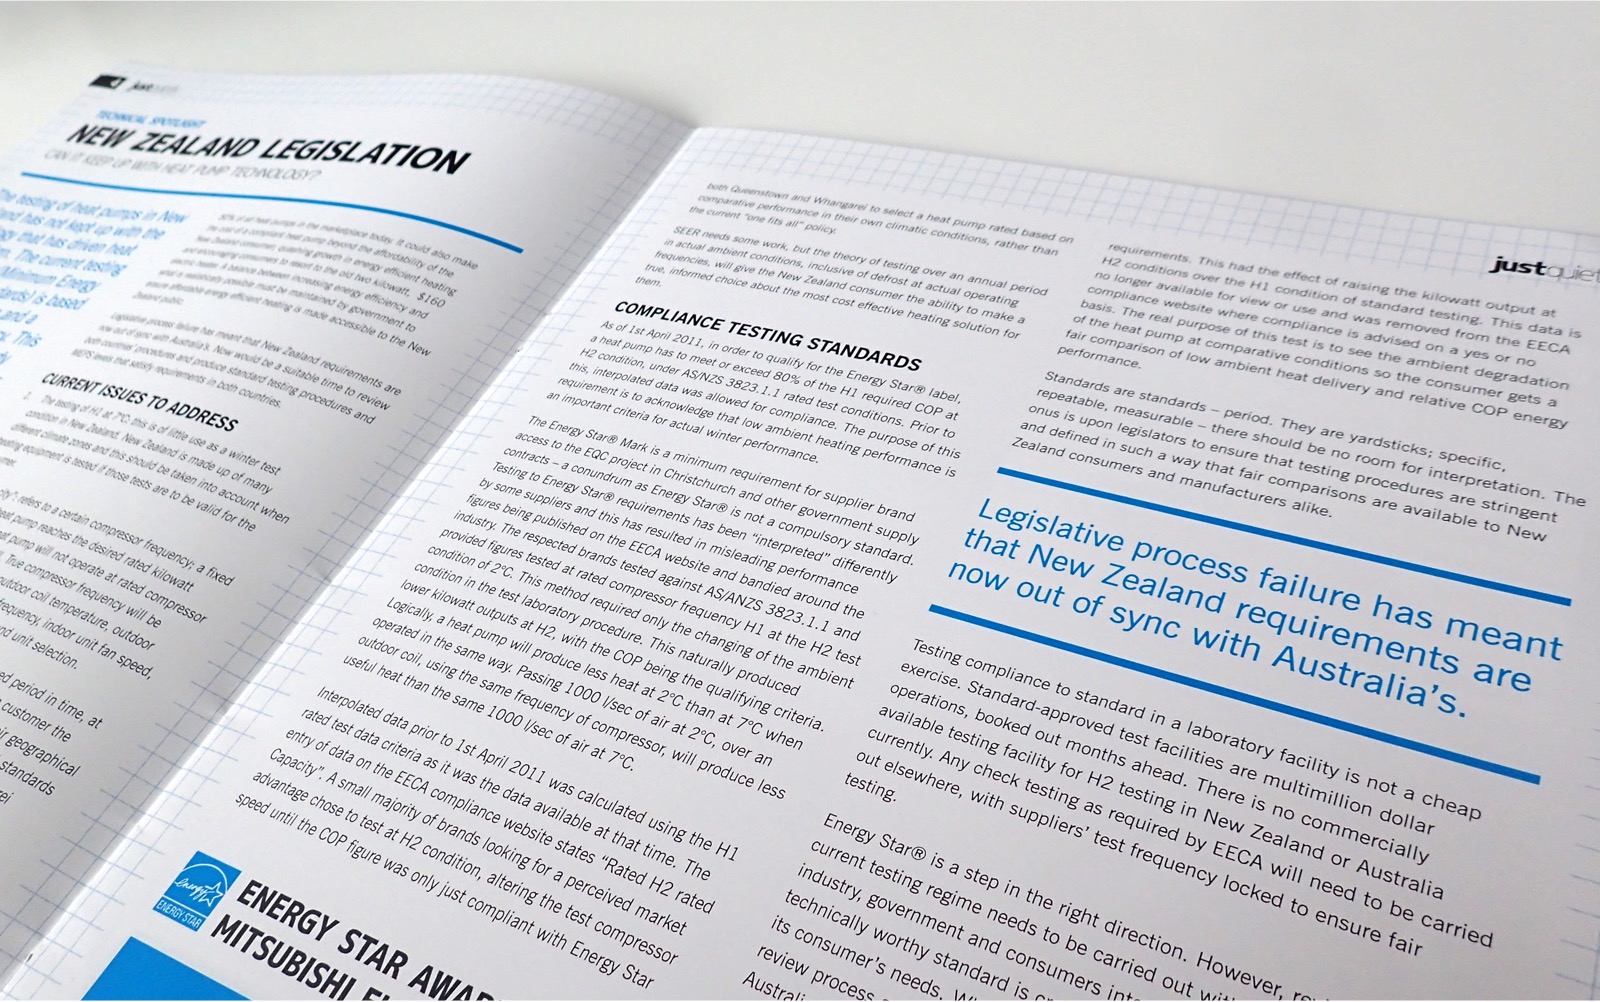 just
TECHNICAL SPOTLIGHT
NEW ZEALAND LEGISLATION
CAN IT KEEP UP WITH HEAT PUMP TECHNOLOGY?
The testing of heat pumps in New
and has not kept up with the
that has driven heat
The current testing
(Minimum Energy
is based
and a
This
50% of all heat pumps in the marketplace today. It could also make
the cost of a compliant heat pump beyond the affordability of the
New Zealand consumer, outstripping growth in energy efficient heating
and encouraging consumers to resort to the old two kilowatt, $160
electric heater. A balance between increasing energy efficiency and
what is realistically possible must be maintained by government to
ensure affordable energy efficient heating is made accessible to the New
Zealand public.
Legislative process failure has meant that New Zealand requirements are
now out of sync with Australia's. Now would be a suitable time to review
both countries' procedures and produce standard testing procedures and
MEPS levels that satisfy requirements in both countries.
CURRENT ISSUES TO ADDRESS
1. The testing of H1 at 7°C; this is of little use as a winter test
condition in New Zealand. New Zealand is made up of many
different climate zones and this should be taken into account when
heating equipment is tested if those tests are to be valid for the
refers to a certain compressor frequency; a fixed
heat pump reaches the desired rated kilowatt
heat pump will not operate at rated compressor
True compressor frequency will be
outdoor coil temperature, outdoor
frequency, indoor unit fan speed,
and unit selection.
period in time, at
customer the
geographical
standards
both Queenstown and Whangarei to select a heat pump rated based on
comparative performance in their own climatic conditions, rather than
the current "one fits all" policy.
SEER needs some work, but the theory of testing over an annual period
in actual ambient conditions, inclusive of defrost at actual operating
frequencies, will give the New Zealand consumer the ability to make a
true, informed choice about the most cost effective heating solution for
them.
COMPLIANCE TESTING STANDARDS
As of 1st April 2011, in order to qualify for the Energy Star® label,
a heat pump has to meet or exceed 80% of the H1 required COP at
H2 condition, under AS/NZS 3823.1.1 rated test conditions. Prior to
this, interpolated data was allowed for compliance. The purpose of this
requirement is to acknowledge that low ambient heating performance is
an important criteria for actual winter performance.
The Energy Star® Mark is a minimum requirement for supplier brand
access to the EQC project in Christchurch and other government supply
contracts – a conundrum as Energy Star® is not a compulsory standard.
Testing to Energy Star® requirements has been "interpreted" differently
by some suppliers and this has resulted in misleading performance
figures being published on the EECA website and bandied around the
industry. The respected brands tested against AS/ANZS 3823.1.1 and
provided figures tested at rated compressor frequency H1 at the H2 test
condition of 2°C. This method required only the changing of the ambient
condition in the test laboratory procedure. This naturally produced
lower kilowatt outputs at H2, with the COP being the qualifying criteria.
Logically, a heat pump will produce less heat at 2°C than at 7°C when
operated in the same way. Passing 1000 l/sec of air at 2°C, over an
outdoor coil, using the same frequency of compressor, will produce less
useful heat than the same 1000 l/sec of air at 7°C.
Interpolated data prior to 1st April 2011 was calculated using the H1
rated test data criteria as it was the data available at that time. The
entry of data on the EECA compliance website states "Rated H2 rated
Capacity". A small majority of brands looking for a perceived market
advantage chose to test at H2 condition, altering the test compressor
speed until the COP figure was only just compliant with Energy Star
energy
ENERGY STAR
ENERGY STAR
MITSUBISHI
justquiet
requirements. This had the effect of raising the kilowatt output at
H2 conditions over the H1 condition of standard testing. This data is
no longer available for view or use and was removed from the EECA
compliance website where compliance is advised on a yes or no
basis. The real purpose of this test is to see the ambient degradation
of the heat pump at comparative conditions so the consumer gets a
fair comparison of low ambient heat delivery and relative COP energy
performance.
Standards are standards – period. They are yardsticks; specific,
repeatable, measurable – there should be no room for interpretation. The
onus is upon legislators to ensure that testing procedures are stringent
and defined in such a way that fair comparisons are available to New
Zealand consumers and manufacturers alike.
Legislative process failure has meant
that New Zealand requirements are
now out of sync with Australia's.
Testing compliance to standard in a laboratory facility is not a cheap
exercise. Standard-approved test facilities are multimillion dollar
operations, booked out months ahead. There is no commercially
available testing facility for H2 testing in New Zealand or Australia
currently. Any check testing as required by EECA will need to be carried
out elsewhere, with suppliers' test frequency locked to ensure fair
testing.
Energy Star® is a step in the right direction. However,
current testing regime needs to be carried out
industry, government and consumers
technically worthy standard is
its consumer's needs.
review process